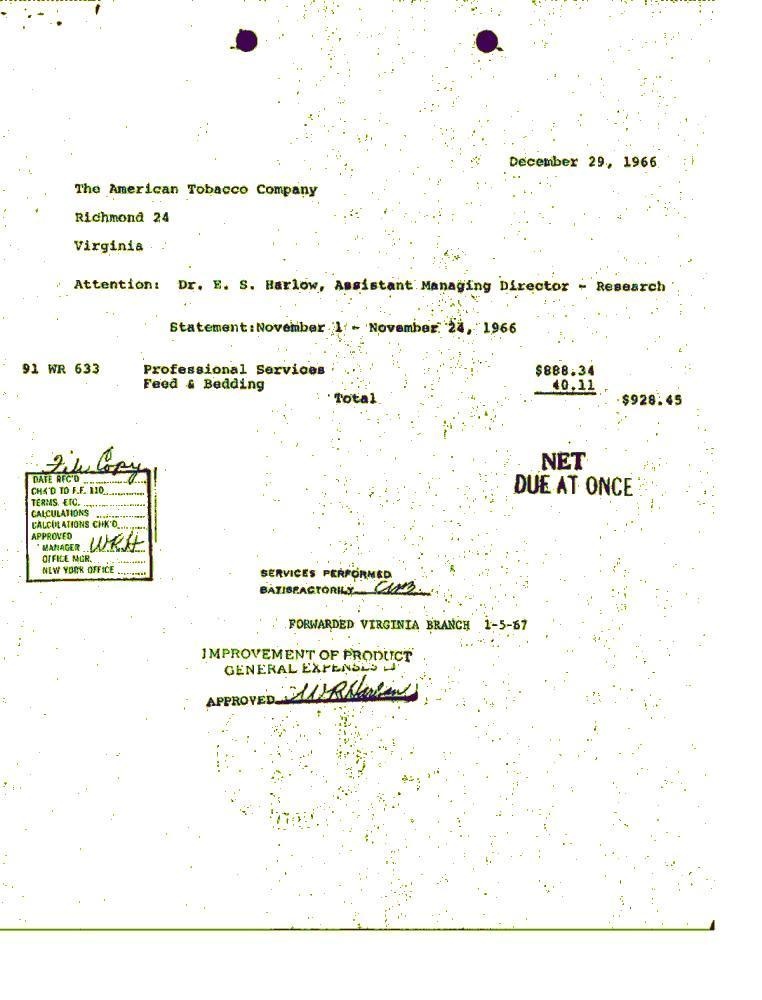 December 29, 1966
The American Tobacco Company
Richmond 24
Virginia
Attention: Dr. E. S. Harlow, Assistant Managing Director - Research
Statement:November 1 - November 24, 1966
91 WR 633 Professional Services $888.34
Feed & Bedding 40.11
Total $928.45
File Copy
DATE REC'D
CHK'D TO F.F. 110
TERMS, ETC.
CALCULATIONS
CALCULATIONS CHK'D
APPROVED
MANAGER WRH
OFFICE MGR.
NEW YORK OFFICE
NET
DUE AT ONCE
SERVICES PERFORMED
SATISFACTORILY
FORWARDED VIRGINIA BRANCH 1-5-67
IMPROVEMENT OF PRODUCT
GENERAL EXPENSES
APPROVED WR Harlan